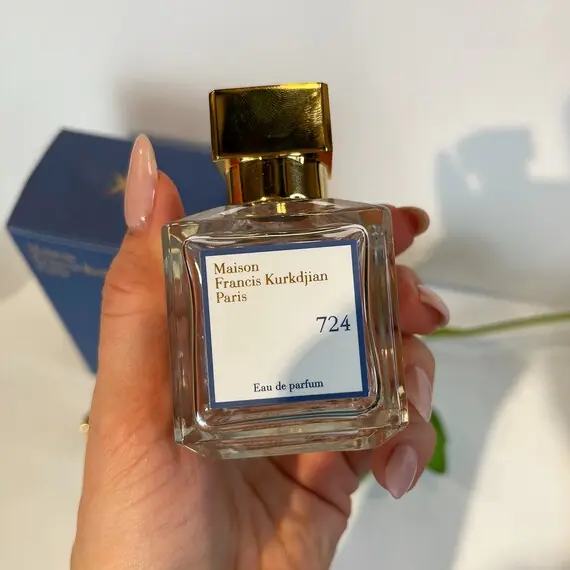 Maison
Francis Kurkdjian
Paris
724
Eau de parfum